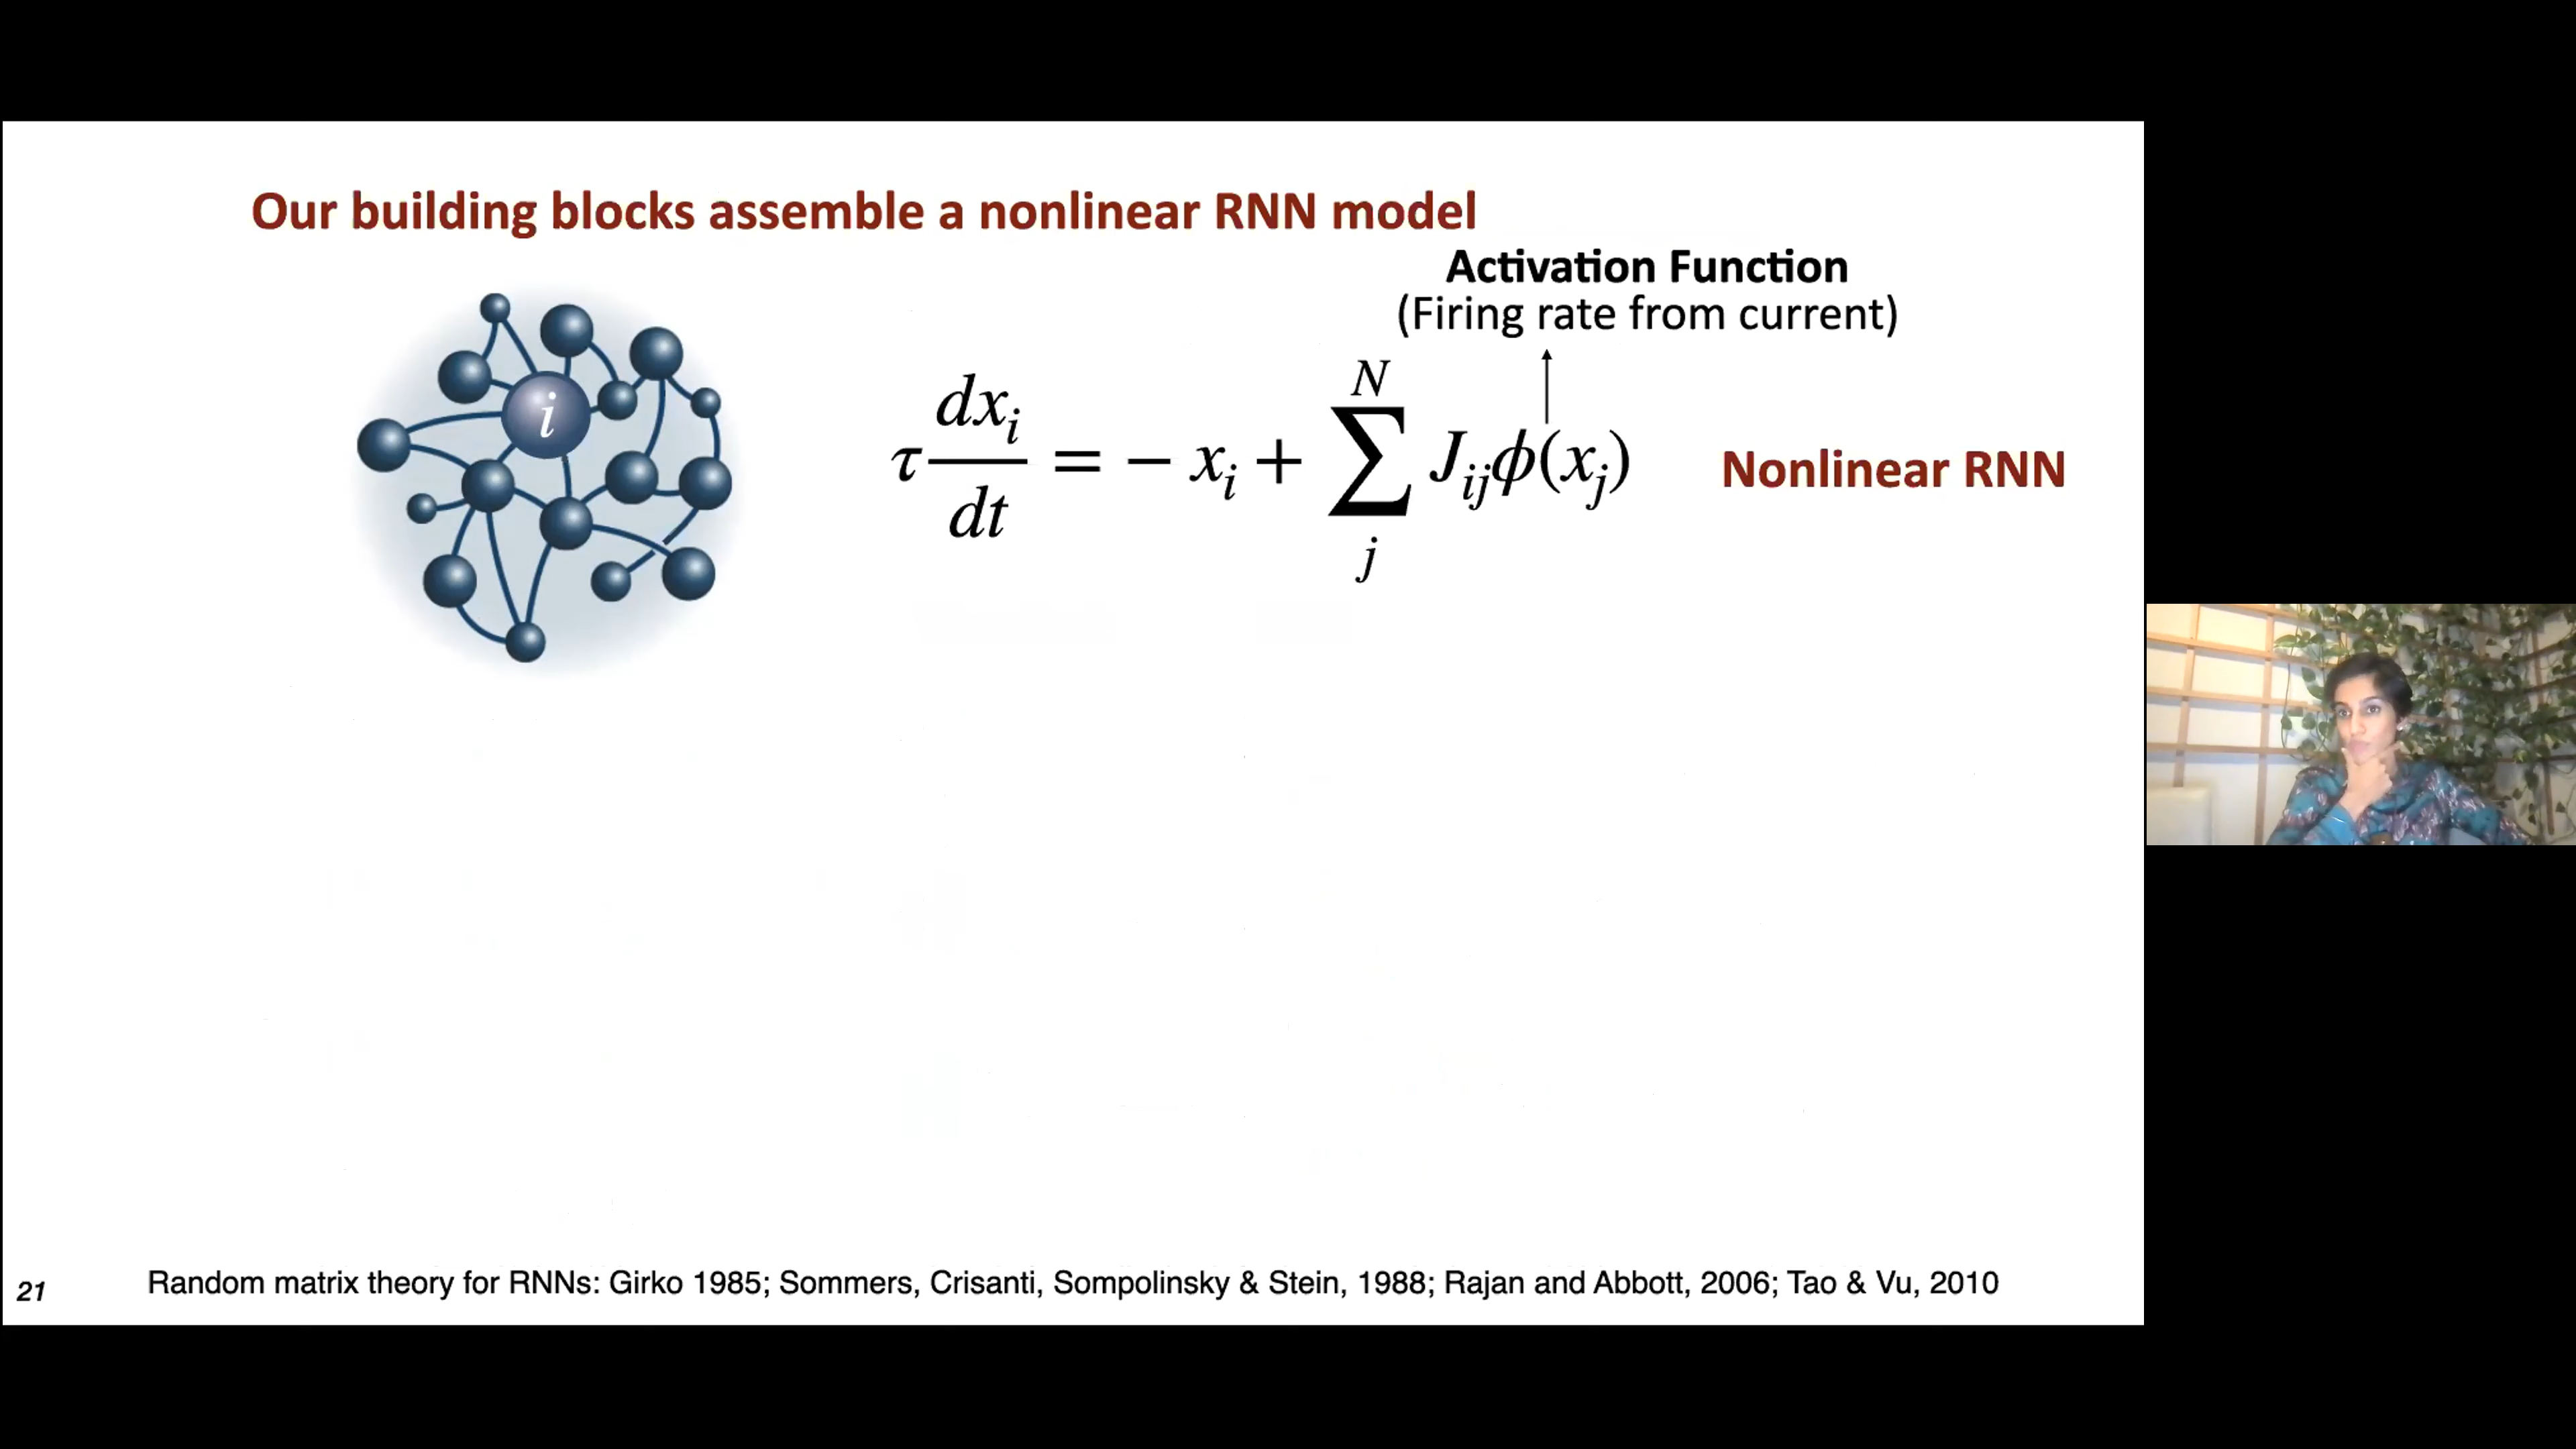 Our building blocks assemble a nonlinear RNN model
Activation Function
(Firing rate from current)
i
τ dx_i/dt = − x_i + ∑_j^N J_ijϕ(x_j)
Nonlinear RNN
21
Random matrix theory for RNNs: Girko 1985; Sommers, Crisanti, Sompolinsky & Stein, 1988; Rajan and Abbott, 2006; Tao & Vu, 2010